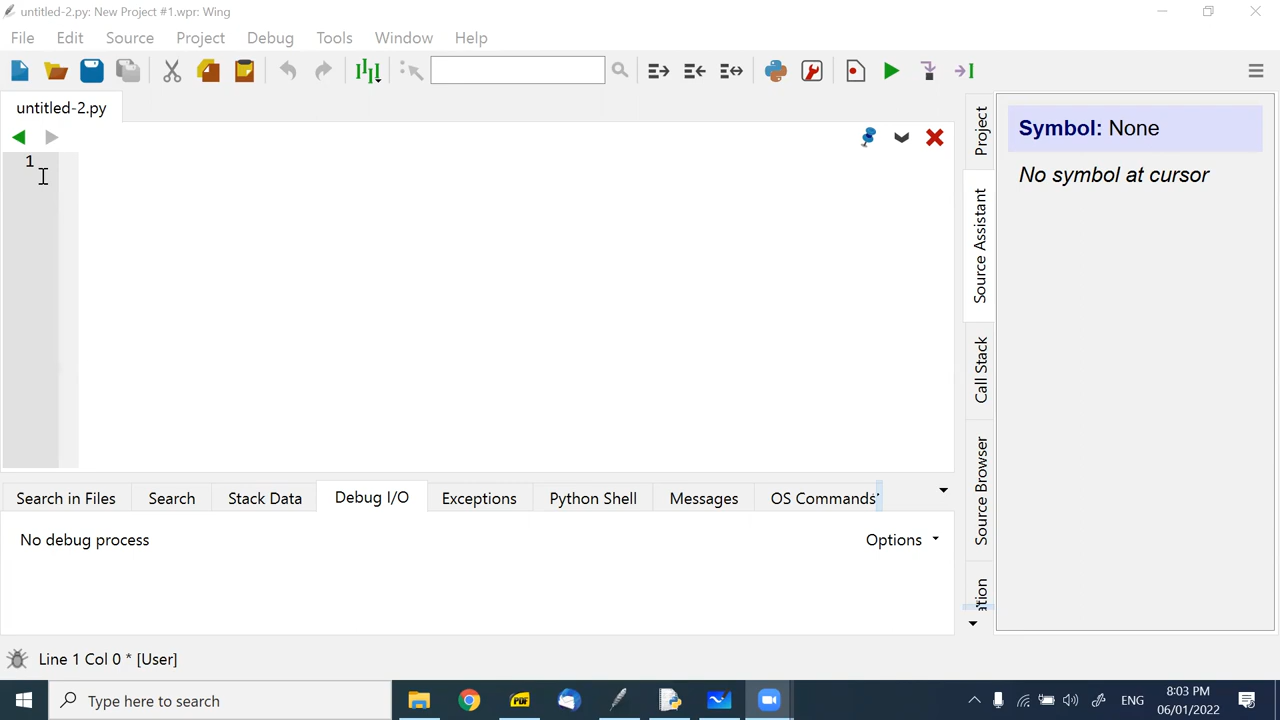 untitled-2.py: New Project #1.wpr: Wing
File Edit Source Project Debug Tools Window Help
untitled-2.py
1
Project
Source Assistant
Call Stack
Source Browser
Symbol: None
No symbol at cursor
Search in Files Search Stack Data Debug I/O Exceptions Python Shell Messages OS Commands
No debug process Options
Line 1 Col 0 * [User]
Type here to search
PDF
ENG
8:03 PM
06/01/2022